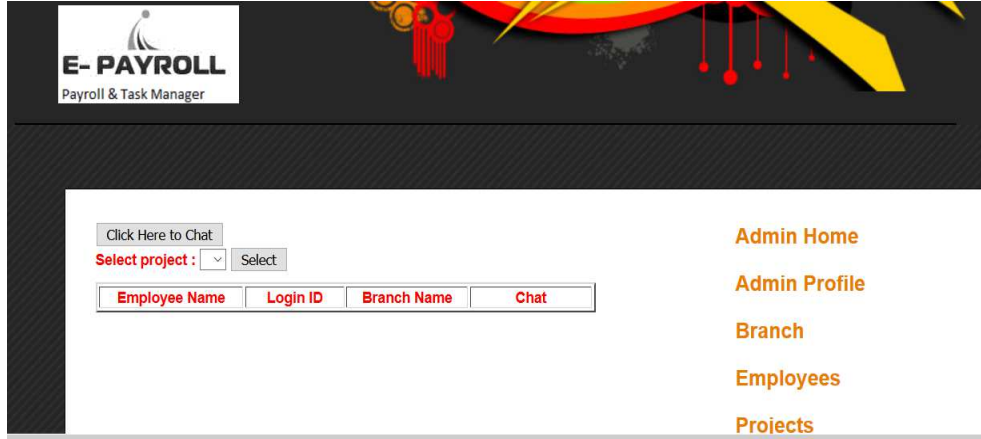 E- PAYROLL
Payroll & Task Manager
Click Here to Chat
Select project : Select
Employee Name Login ID Branch Name Chat
Admin Home
Admin Profile
Branch
Employees
Projects